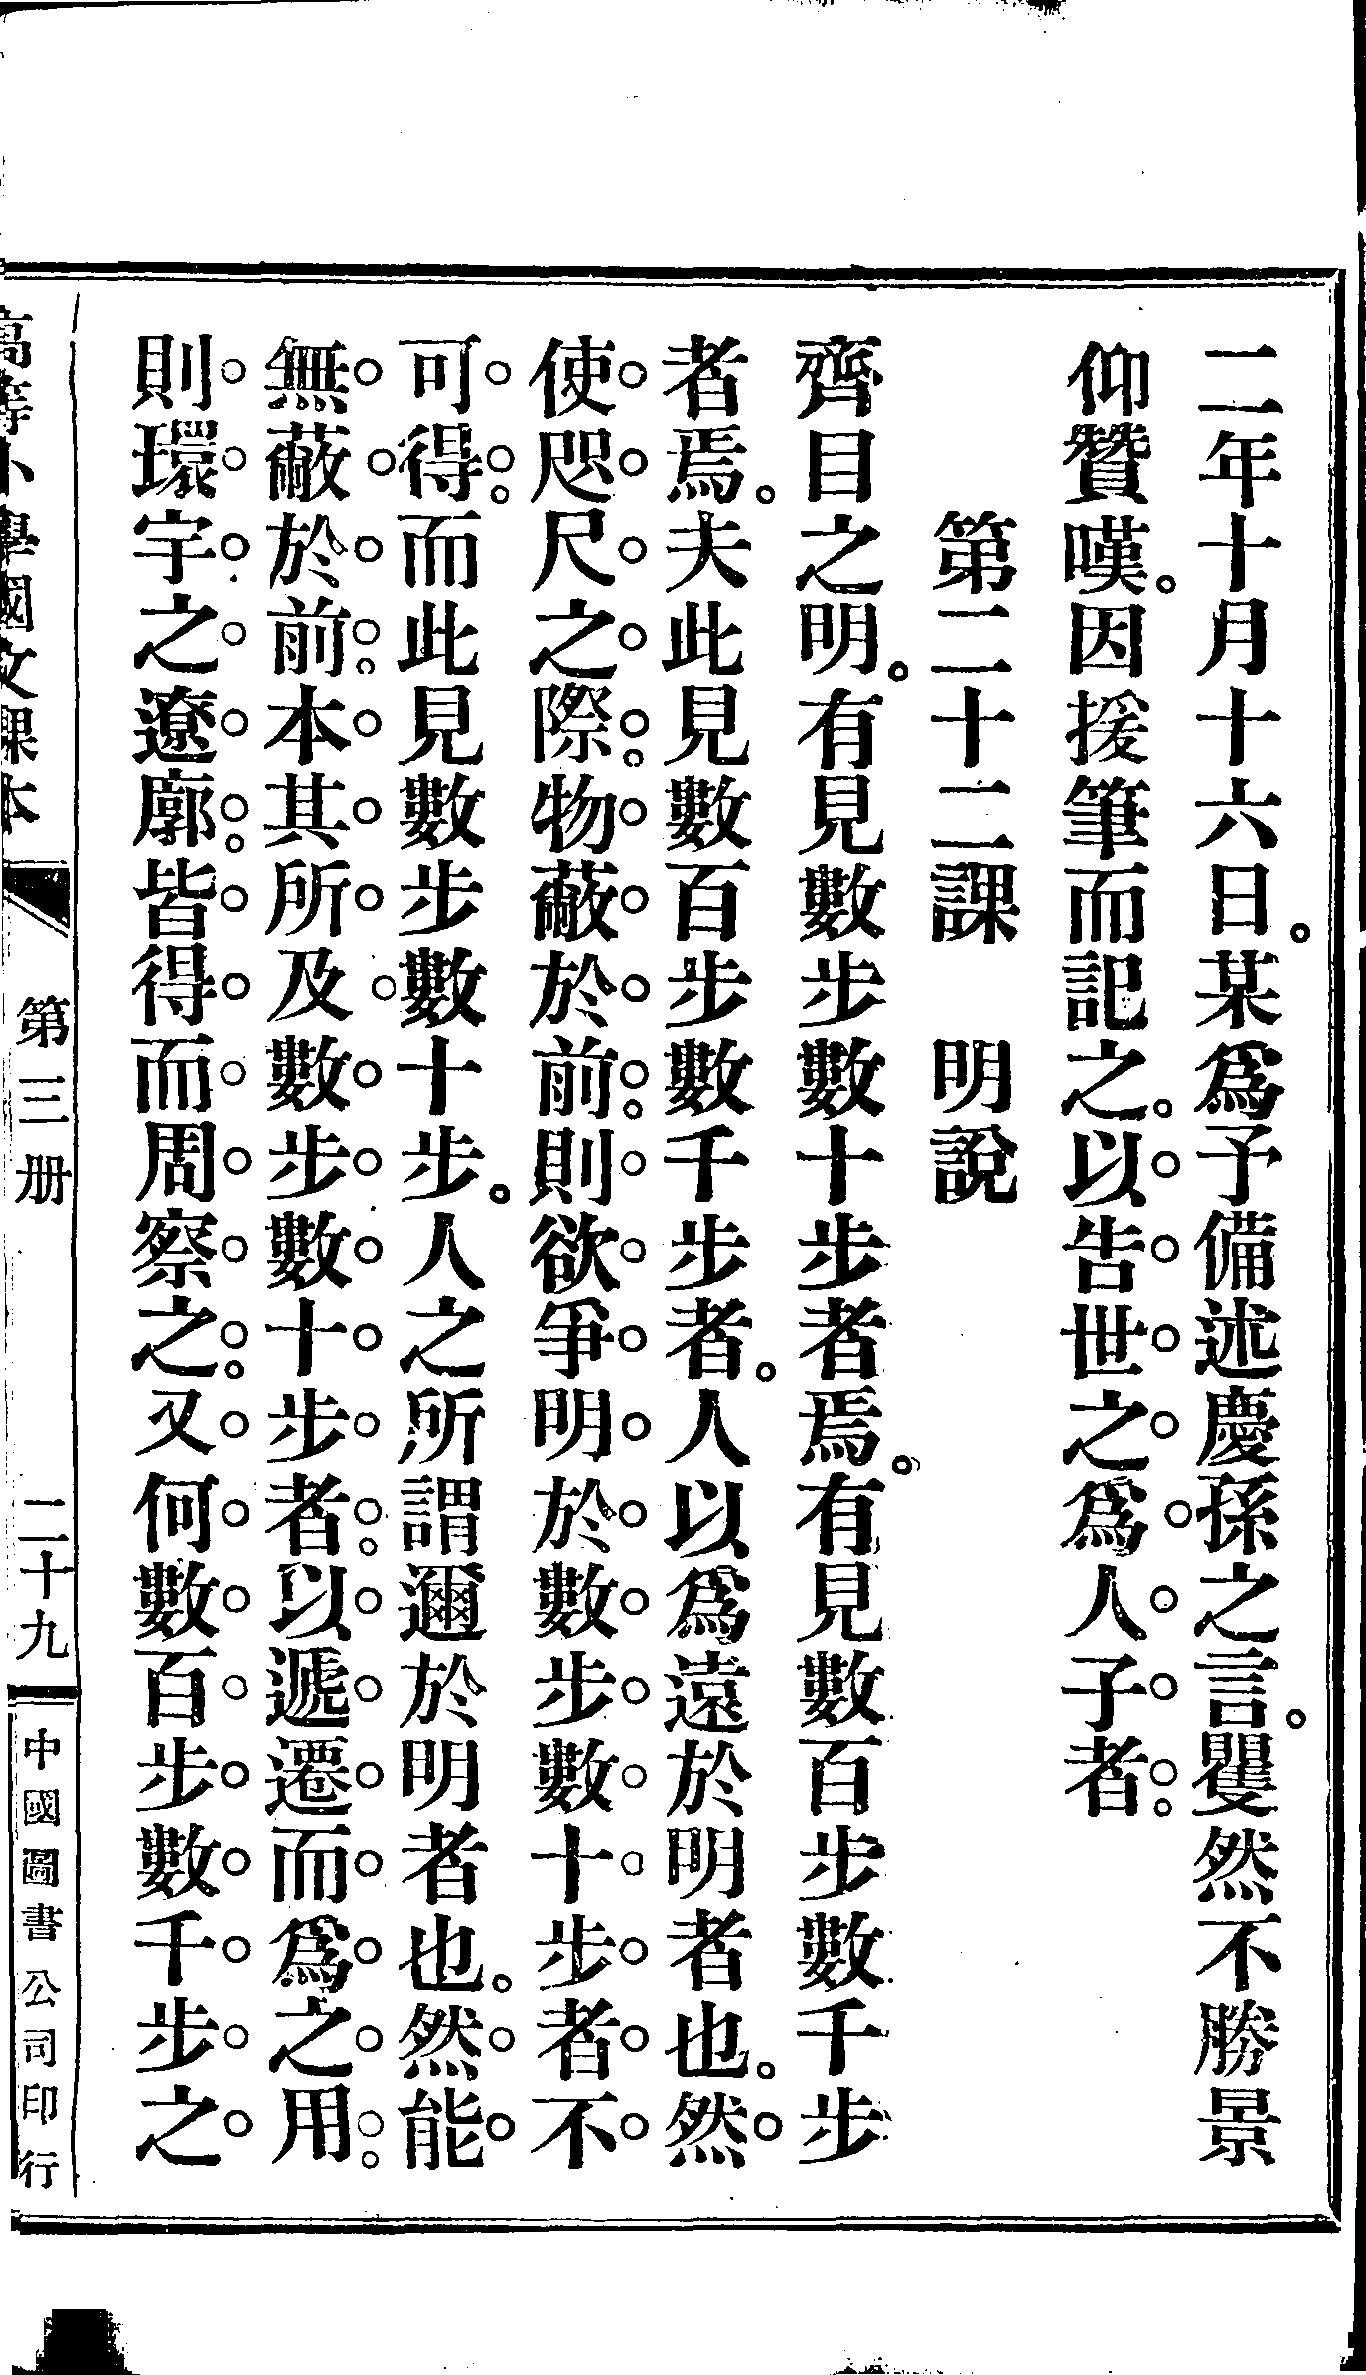 二年十月十六日。某爲予備述慶孫之言。瞿然不勝景
仰贊嘆。因援筆而記之。以告世之爲人子者。
第二十二課　明說
齊目之明。有見數步數十步者焉。有見數百步數千步
者焉。夫此見數百步數千步者。人以爲遠於明者也。然
使咫尺之際。物蔽於前。則欲爭明於數步數十步者不
可得。而此見數步數十步。人之所謂邇於明者也。然能
無蔽於前。本其所及數步數十步者。以遞遷而爲之用。
則環宇之遼廓。皆得而周察之。又何數百步數千步之
高等小學國文課本　第三册　二十九　中國圖書公司印行